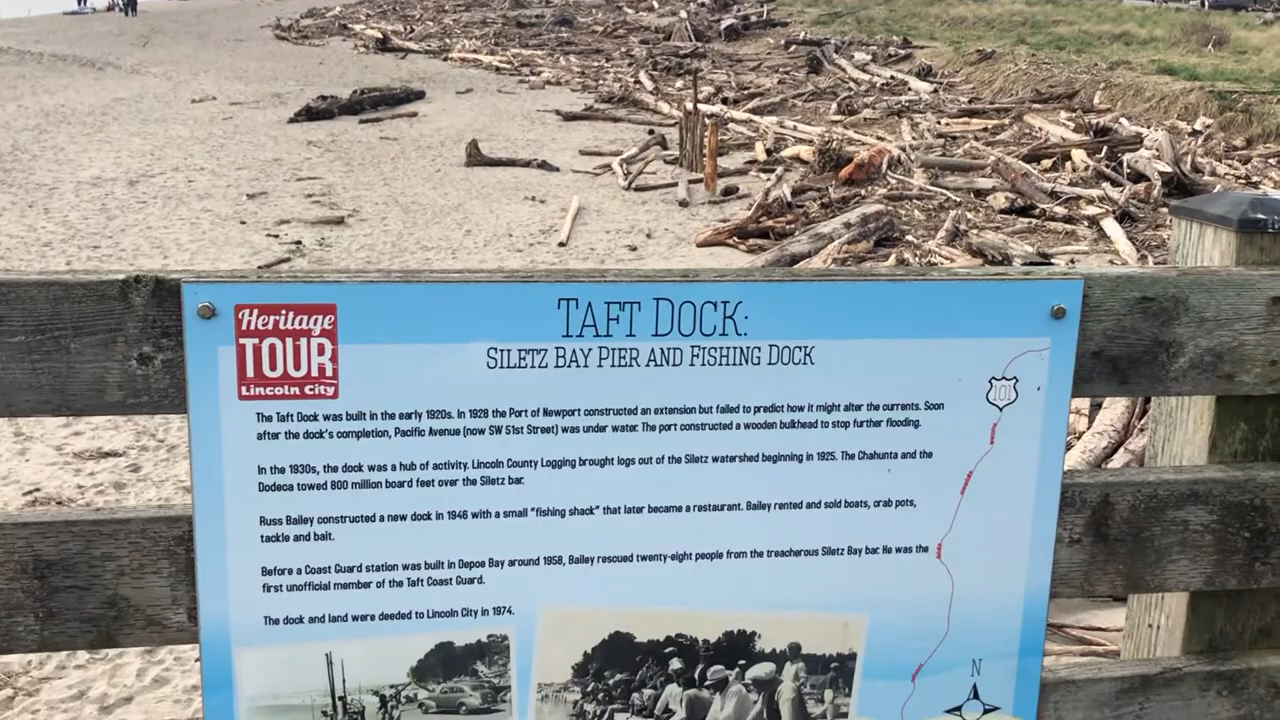 Heritage
TOUR
Lincoln City
TAFT DOCK:
SILETZ BAY PIER AND FISHING DOCK
101
The Taft Dock was built in the early 1920s. In 1928 the Port of Newport constructed an extension but failed to predict how it might alter the currents. Soon
after the dock's completion, Pacific Avenue (now SW 51st Street) was under water. The port constructed a wooden bulkhead to stop further flooding.
In the 1930s, the dock was a hub of activity. Lincoln County Logging brought logs out of the Siletz watershed beginning in 1925. The Chahunta and the
Dodeca towed 800 million board feet over the Siletz bar.
Russ Bailey constructed a new dock in 1946 with a small "fishing shack" that later became a restaurant. Bailey rented and sold boats, crab pots,
tackle and bait.
Before a Coast Guard station was built in Depoe Bay around 1958, Bailey rescued twenty-eight people from the treacherous Siletz Bay bar. He was the
first unofficial member of the Taft Coast Guard.
The dock and land were deeded to Lincoln City in 1974.
N